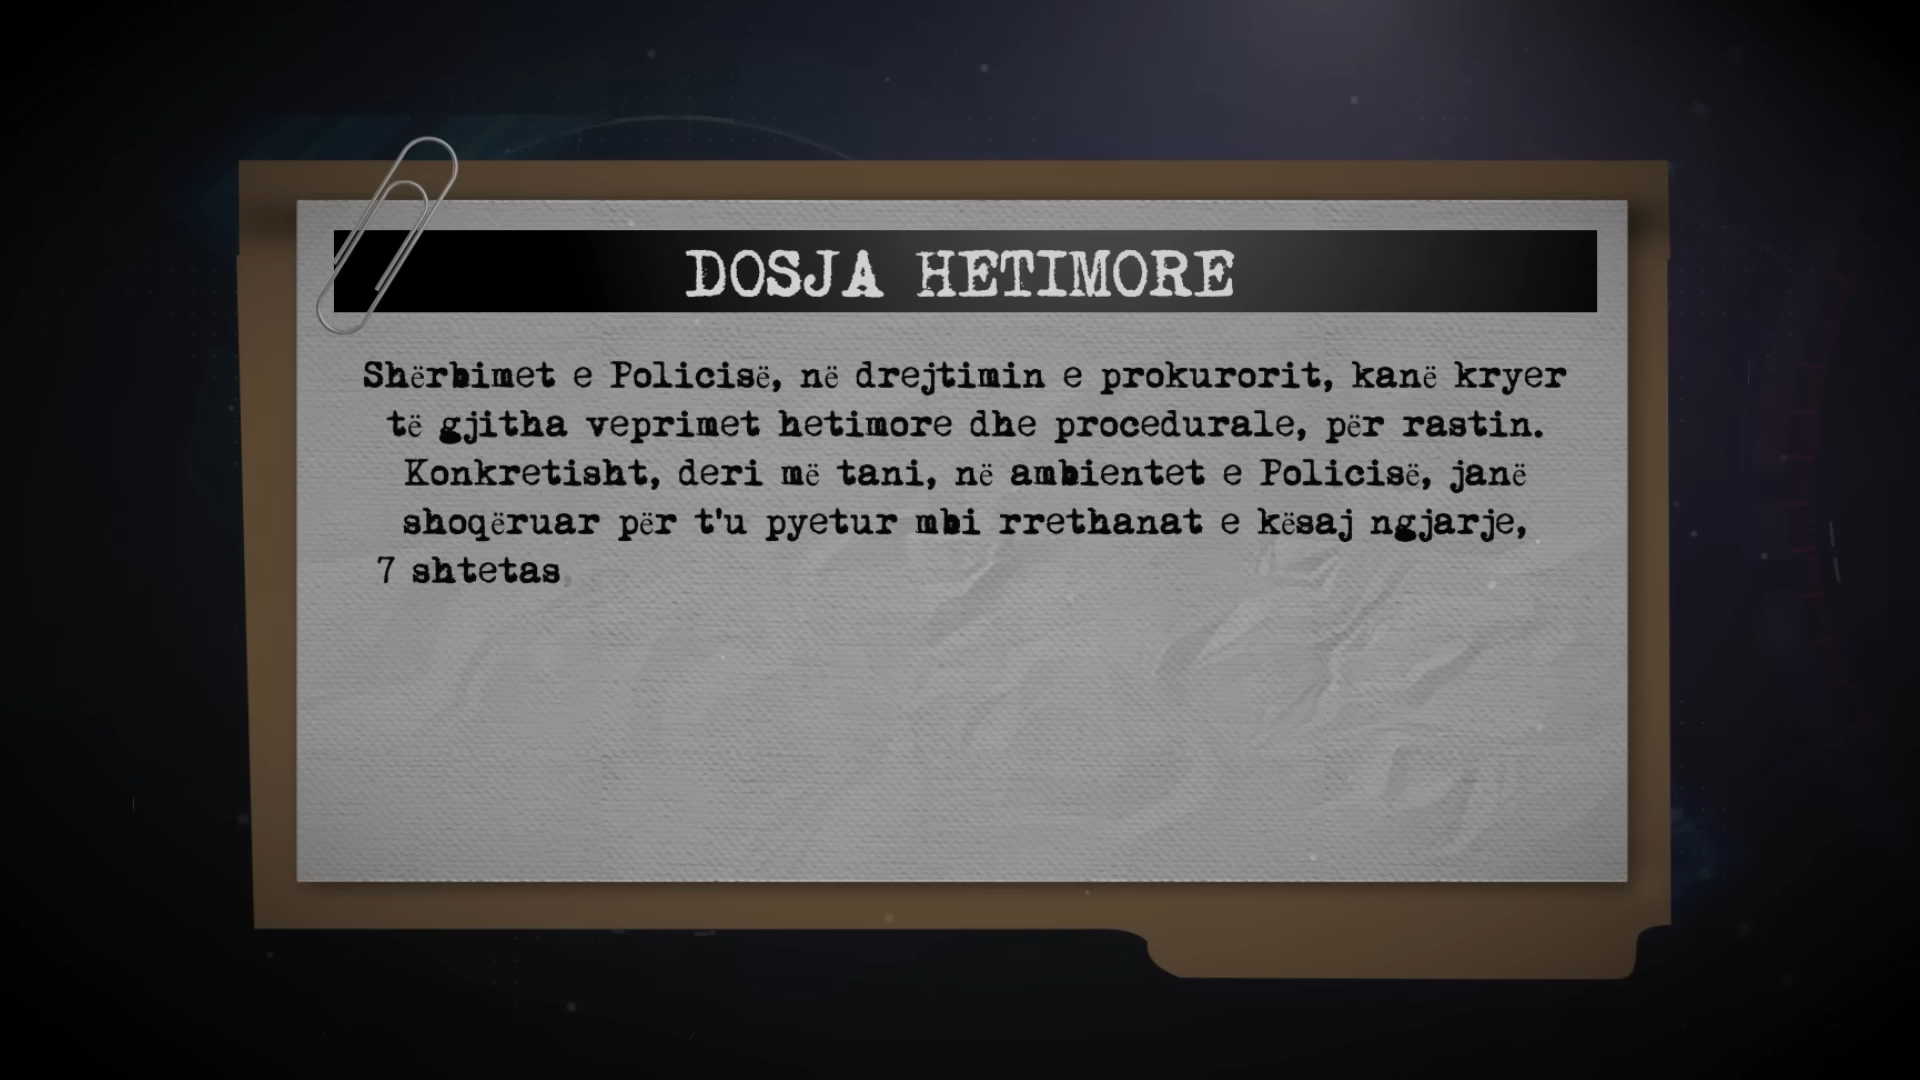 DOSJA HETIMORE
Shërbimet e Policisë, në drejtimin e prokurorit, kanë kryer
të gjitha veprimet hetimore dhe procedurale, për rastin.
Konkretisht, deri më tani, në ambientet e Policisë, janë
shoqëruar për t'u pyetur mbi rrethanat e kësaj ngjarje,
7 shtetas